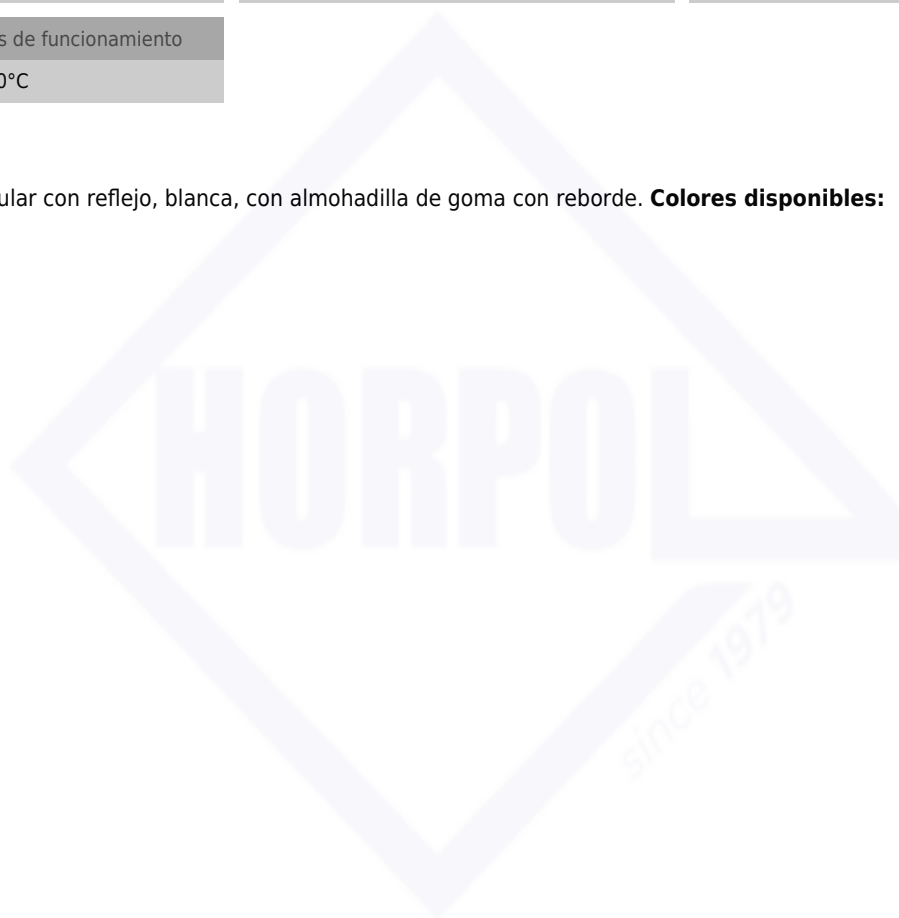 s de funcionamiento
0°C
ular con reflejo, blanca, con almohadilla de goma con reborde. Colores disponibles:
HORPOL
since 1979